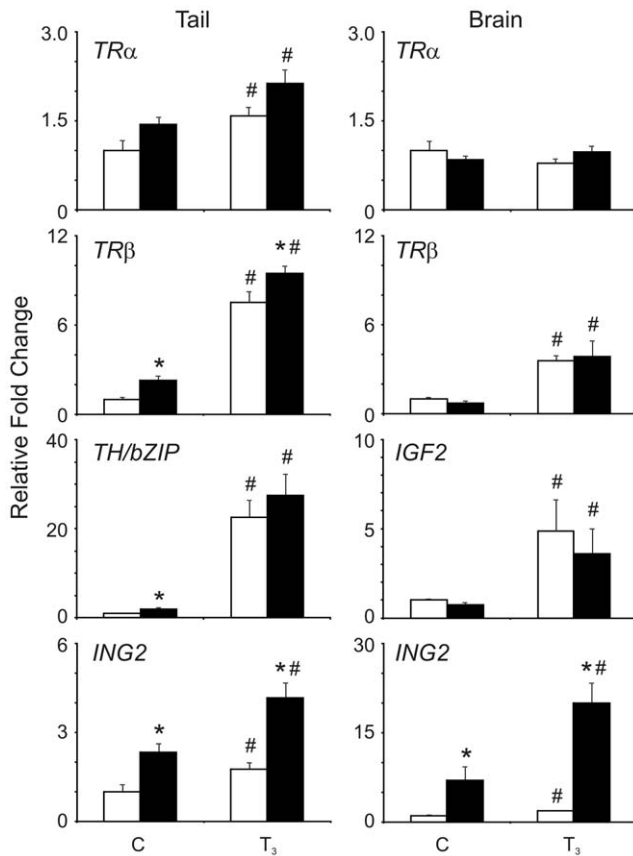 Tail Brain
TRα TRα
3.0 3.0
# #
1.5 1.5
0 0
TRβ TRβ
12 12
* # * #
6 6
# #
0 0
TH/bZIP IGF2
40 10
# # # #
20 5
*
0 0
ING2 ING2
6 30
* # * #
3 * # 15 * #
0 0
C T₃ C T₃
Relative Fold Change